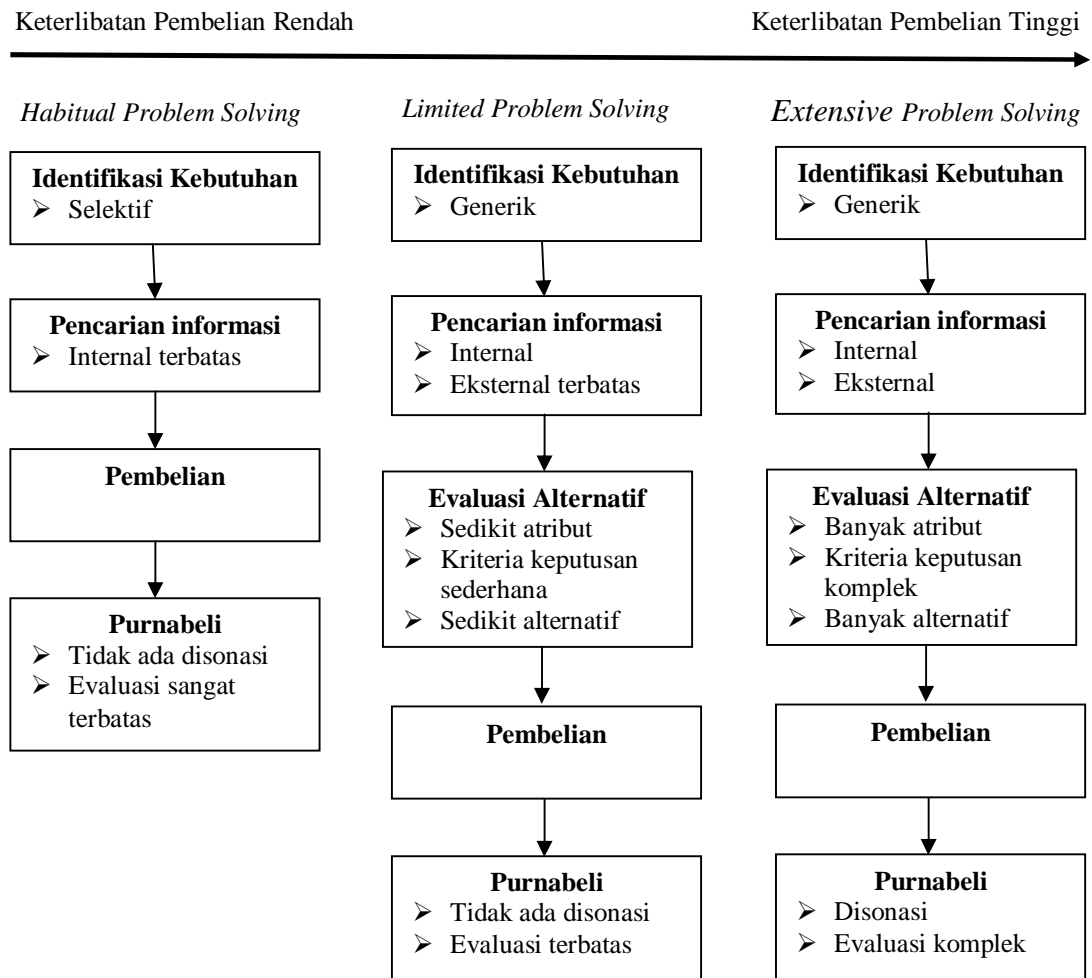 Keterlibatan Pembelian Rendah
Keterlibatan Pembelian Tinggi
Habitual Problem Solving
Limited Problem Solving
Extensive Problem Solving
Identifikasi Kebutuhan
➢ Selektif
Pencarian informasi
➢ Internal terbatas
Pembelian
Purnabeli
➢ Tidak ada disonasi
➢ Evaluasi sangat
terbatas
Identifikasi Kebutuhan
➢ Generik
Pencarian informasi
➢ Internal
➢ Eksternal terbatas
Evaluasi Alternatif
➢ Sedikit atribut
➢ Kriteria keputusan
sederhana
➢ Sedikit alternatif
Pembelian
Purnabeli
➢ Tidak ada disonasi
➢ Evaluasi terbatas
Identifikasi Kebutuhan
➢ Generik
Pencarian informasi
➢ Internal
➢ Eksternal
Evaluasi Alternatif
➢ Banyak atribut
➢ Kriteria keputusan
komplek
➢ Banyak alternatif
Pembelian
Purnabeli
➢ Disonasi
➢ Evaluasi komplek